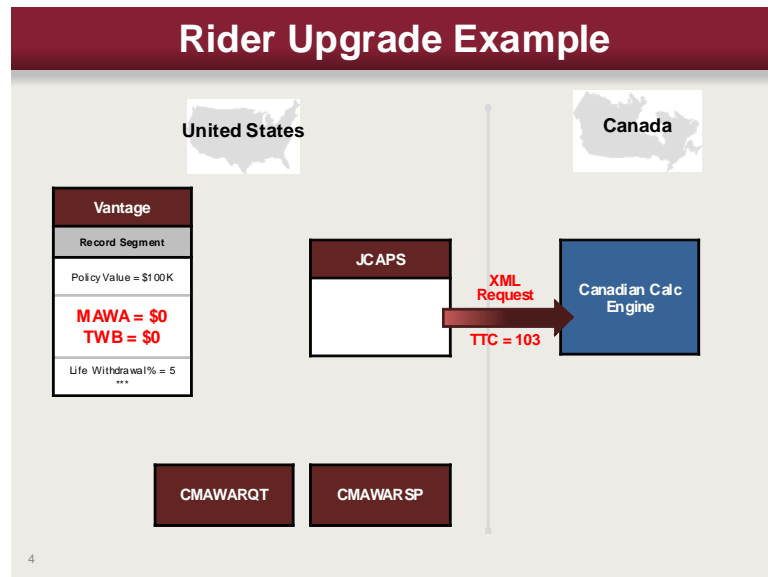 Rider Upgrade Example
United States
Canada
Vantage
Record Segment
Policy Value = $100K
MAWA = $0
TWB = $0
Life Withdrawal% = 5
***
JCAPS
XML
Request
TTC = 103
Canadian Calc
Engine
CMAWARQT
CMAWARSP
4